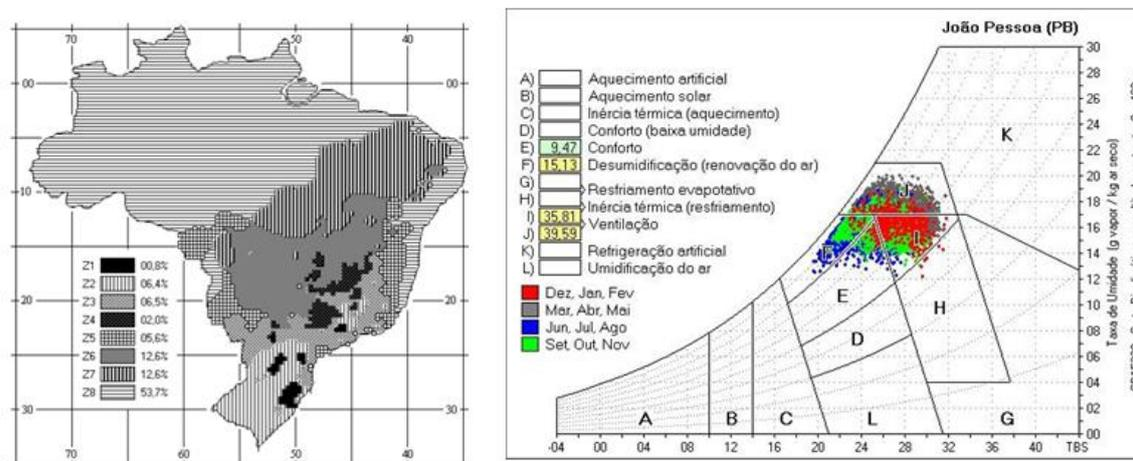 70 60 50 40
00 00
10 10
20 20
30 30
70 60 50 40
Z1 00,8%
Z2 06,4%
Z3 06,5%
Z4 02,0%
Z5 05,6%
Z6 12,6%
Z7 12,6%
Z8 53,7%
João Pessoa (PB)
A) Aquecimento artificial
B) Aquecimento solar
C) Inércia térmica (aquecimento)
D) Conforto (baixa umidade)
E) 9,47 Conforto
F) 15,13 Desumidificação (renovação do ar)
G) Resfriamento evapotativo
H) Inércia térmica (resfriamento)
I) 35,81 Ventilação
J) 39,59
K) Refrigeração artificial
L) Umidificação do ar
Dez, Jan, Fev
Mar, Abr, Mai
Jun, Jul, Ago
Set, Out, Nov
K
J
I
F
E
H
D
A B C L G
30
28
26
24
22
20
18
16
14
12
10
08
06
04
02
00
Taxa de Umidade (g vapor / kg ar seco)
-04 00 04 08 12 16 20 24 28 32 36 40 TBS